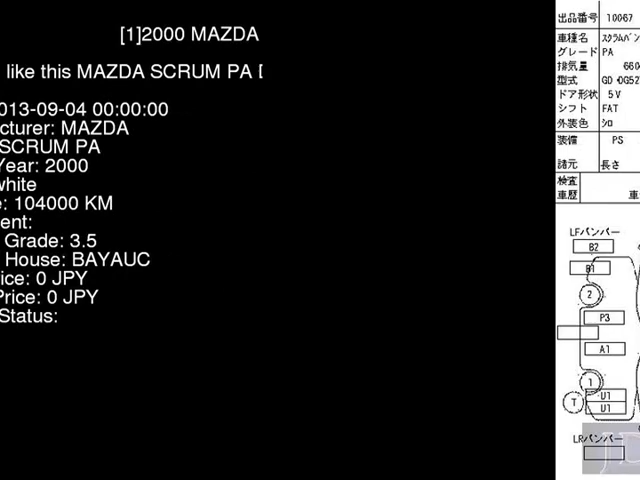 [1]2000 MAZDA
like this MAZDA SCRUM PA
013-09-04 00:00:00
cturer: MAZDA
SCRUM PA
Year: 2000
white
e: 104000 KM
ent:
Grade: 3.5
House: BAYAUC
rice: 0 JPY
Price: 0 JPY
Status:
出品番号 10067
車種名 スクラムバン
グレード PA
排気量 660
型式 GD-DG52
ドア形状 5V
シフト FAT
外装色 シロ
装備 PS
諸元 長さ
検査
車歴 車
LFバンパー
B2
B1
2
P3
A1
1
T
U1
U1
LRバンパー
JD